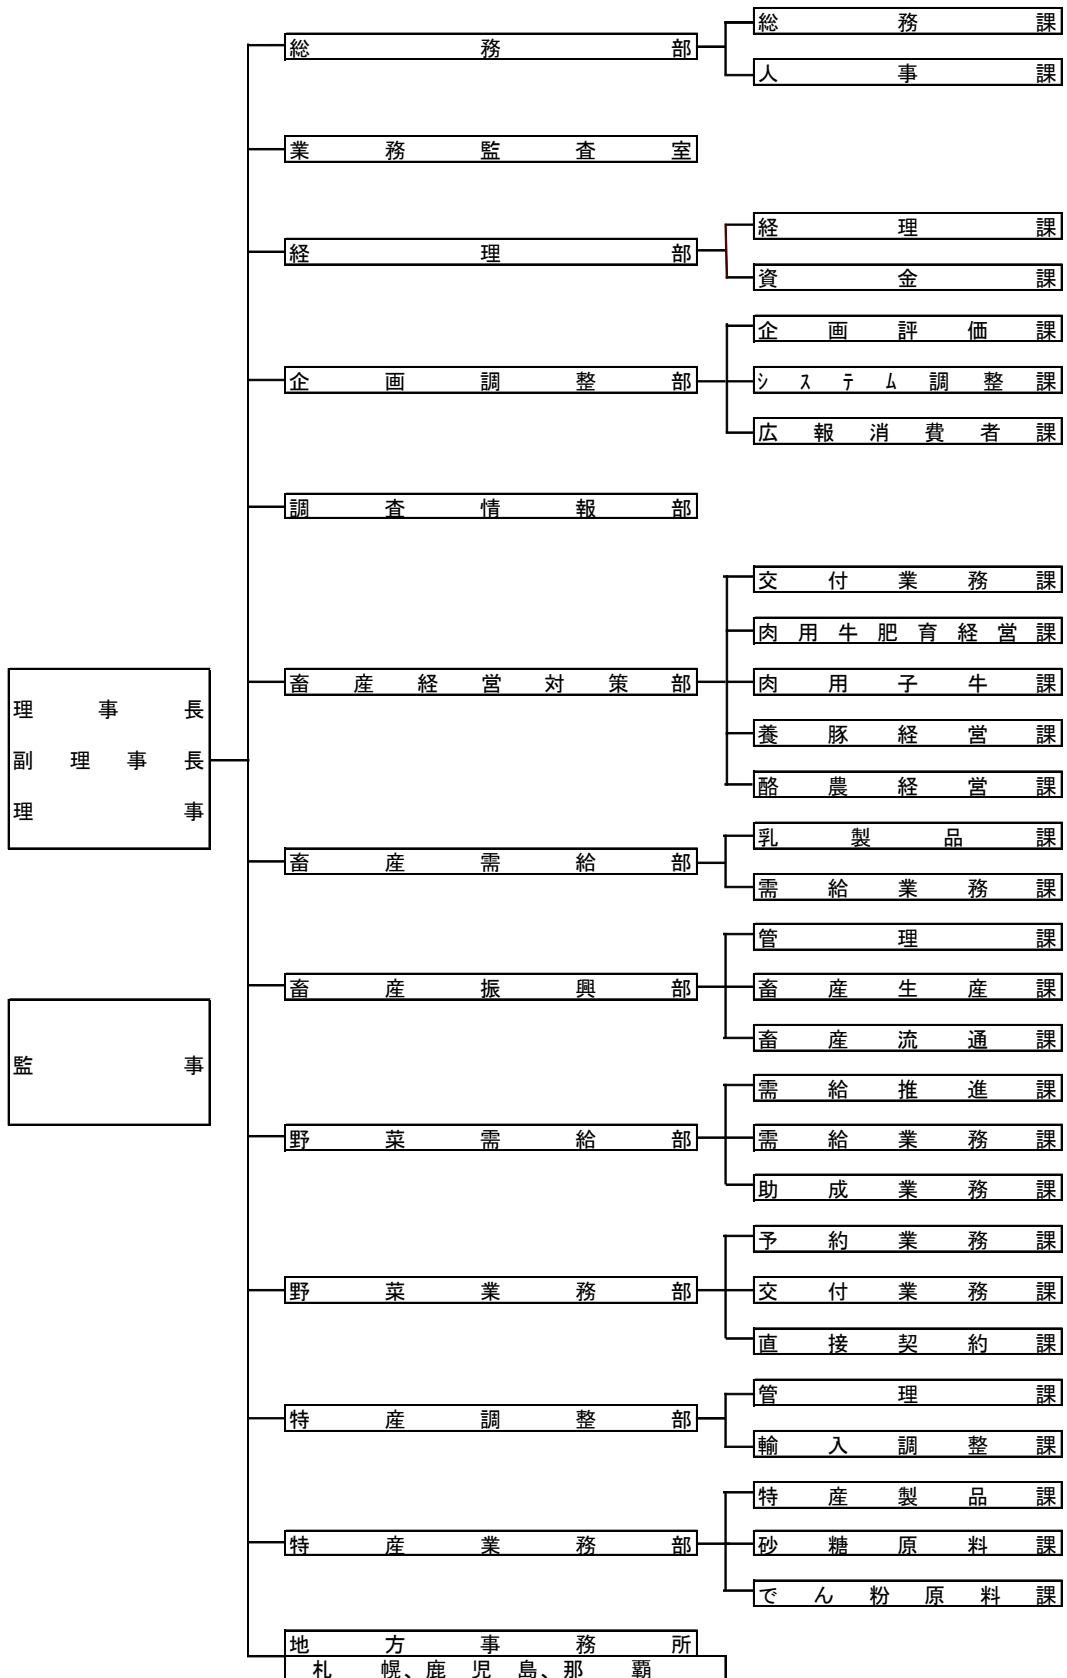 理事長
副理事長
理事
監事
総務部
総務課
人事課
業務監査室
経理部
経理課
資金課
企画調整部
企画評価課
ｼｽﾃﾑ調整課
広報消費者課
調査情報部
畜産経営対策部
交付業務課
肉用牛肥育経営課
肉用子牛課
養豚経営課
酪農経営課
畜産需給部
乳製品課
需給業務課
畜産振興部
管理課
畜産生産課
畜産流通課
野菜需給部
需給推進課
需給業務課
助成業務課
野菜業務部
予約業務課
交付業務課
直接契約課
特産調整部
管理課
輸入調整課
特産業務部
特産製品課
砂糖原料課
でん粉原料課
地方事務所
札幌、鹿児島、那覇